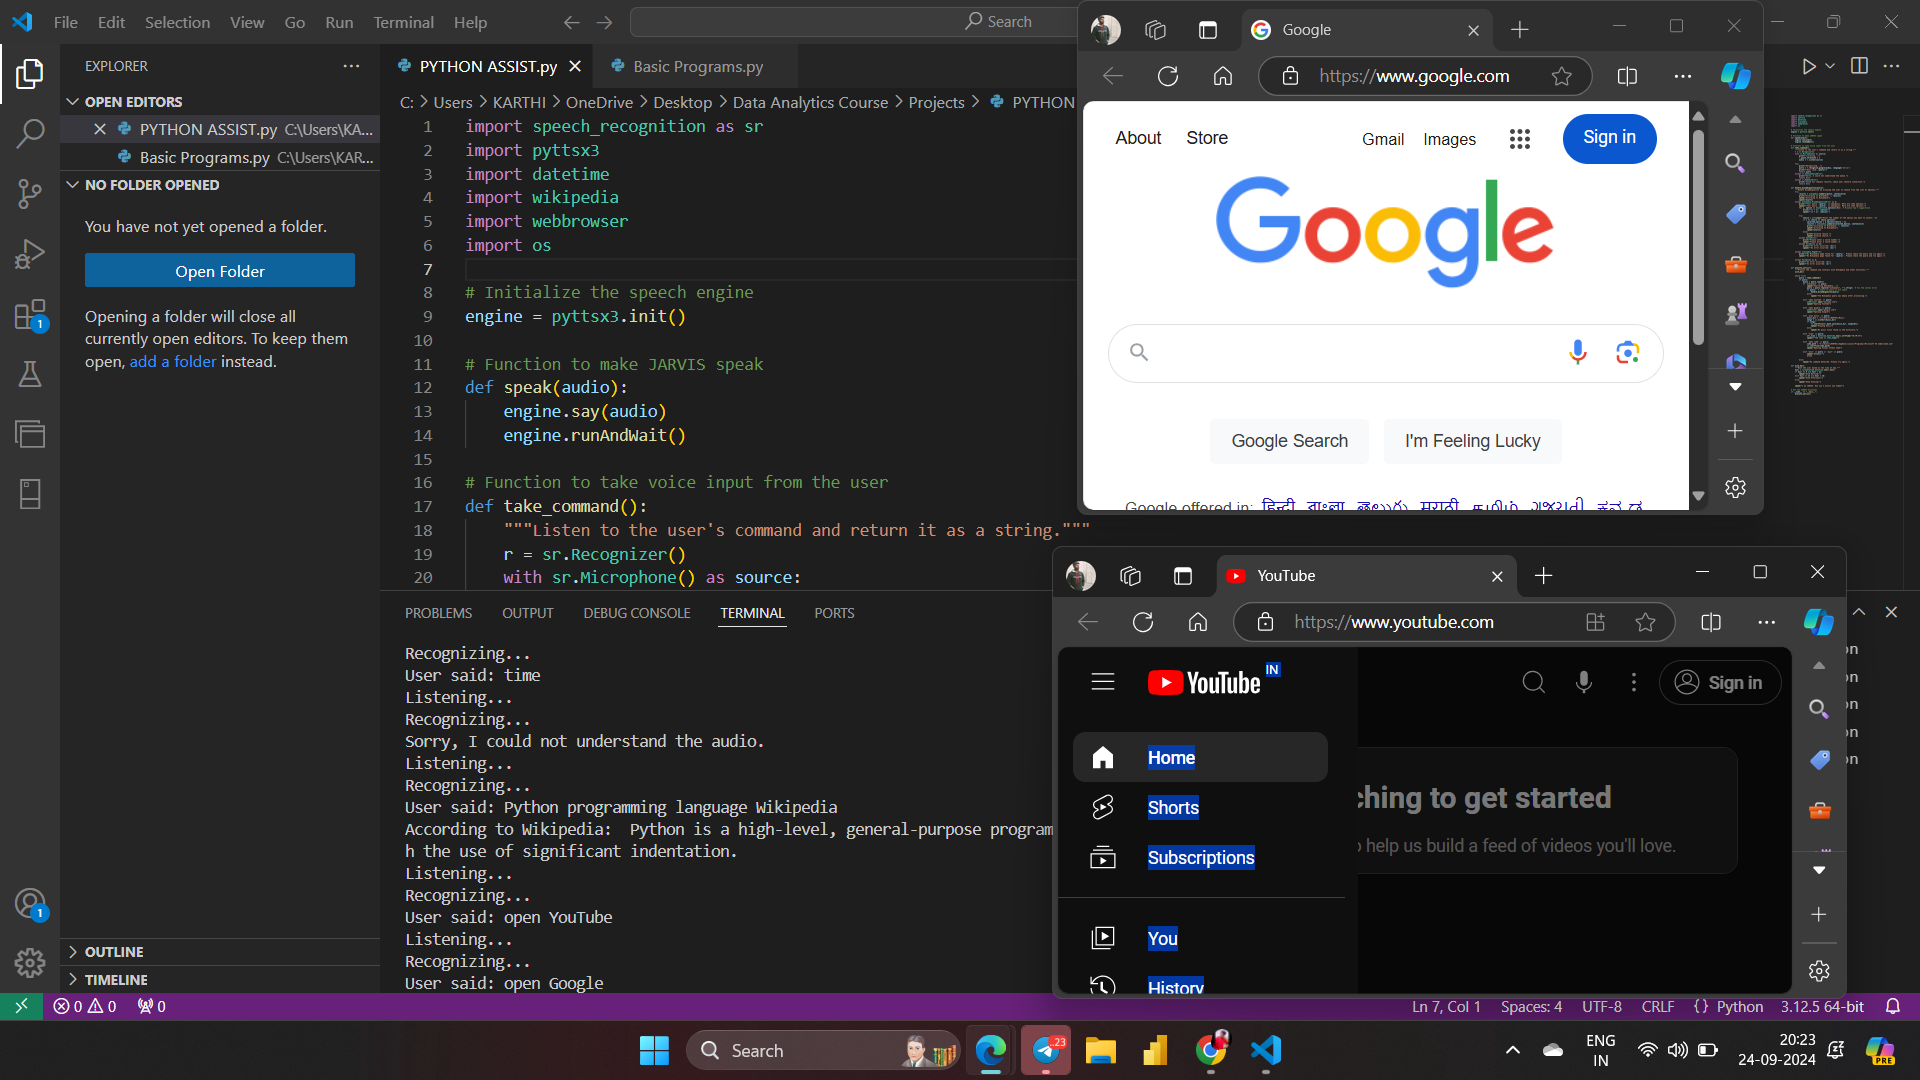 File Edit Selection View Go Run Terminal Help
Search
EXPLORER
OPEN EDITORS
PYTHON ASSIST.py C:\Users\KA...
Basic Programs.py C:\Users\KAR...
NO FOLDER OPENED
You have not yet opened a folder.
Open Folder
Opening a folder will close all
currently open editors. To keep them
open, add a folder instead.
OUTLINE
TIMELINE
1
1
PYTHON ASSIST.py
Basic Programs.py
C: > Users > KARTHI > OneDrive > Desktop > Data Analytics Course > Projects > PYTHON
1 import speech_recognition as sr
2 import pyttsx3
3 import datetime
4 import wikipedia
5 import webbrowser
6 import os
7
8 # Initialize the speech engine
9 engine = pyttsx3.init()
10
11 # Function to make JARVIS speak
12 def speak(audio):
13 engine.say(audio)
14 engine.runAndWait()
15
16 # Function to take voice input from the user
17 def take_command():
18 """Listen to the user's command and return it as a string."""
19 r = sr.Recognizer()
20 with sr.Microphone() as source:
PROBLEMS OUTPUT DEBUG CONSOLE TERMINAL PORTS
Recognizing...
User said: time
Listening...
Recognizing...
Sorry, I could not understand the audio.
Listening...
Recognizing...
User said: Python programming language Wikipedia
According to Wikipedia: Python is a high-level, general-purpose program
h the use of significant indentation.
Listening...
Recognizing...
User said: open YouTube
Listening...
Recognizing...
User said: open Google
on
on
on
on
on
Google
https://www.google.com
About Store Gmail Images Sign in
Google
Google Search I'm Feeling Lucky
Google offered in: हिन्दी বাংলা తెలుగు मराठी தமிழ் ગુજરાતી ಕನ್ನಡ
YouTube
https://www.youtube.com
YouTube IN
Sign in
Home
Shorts
Subscriptions
You
History
ching to get started
o help us build a feed of videos you'll love.
0 0 0
Ln 7, Col 1 Spaces: 4 UTF-8 CRLF {} Python 3.12.5 64-bit
Search
..23
ENG
IN
20:23
24-09-2024
PRE